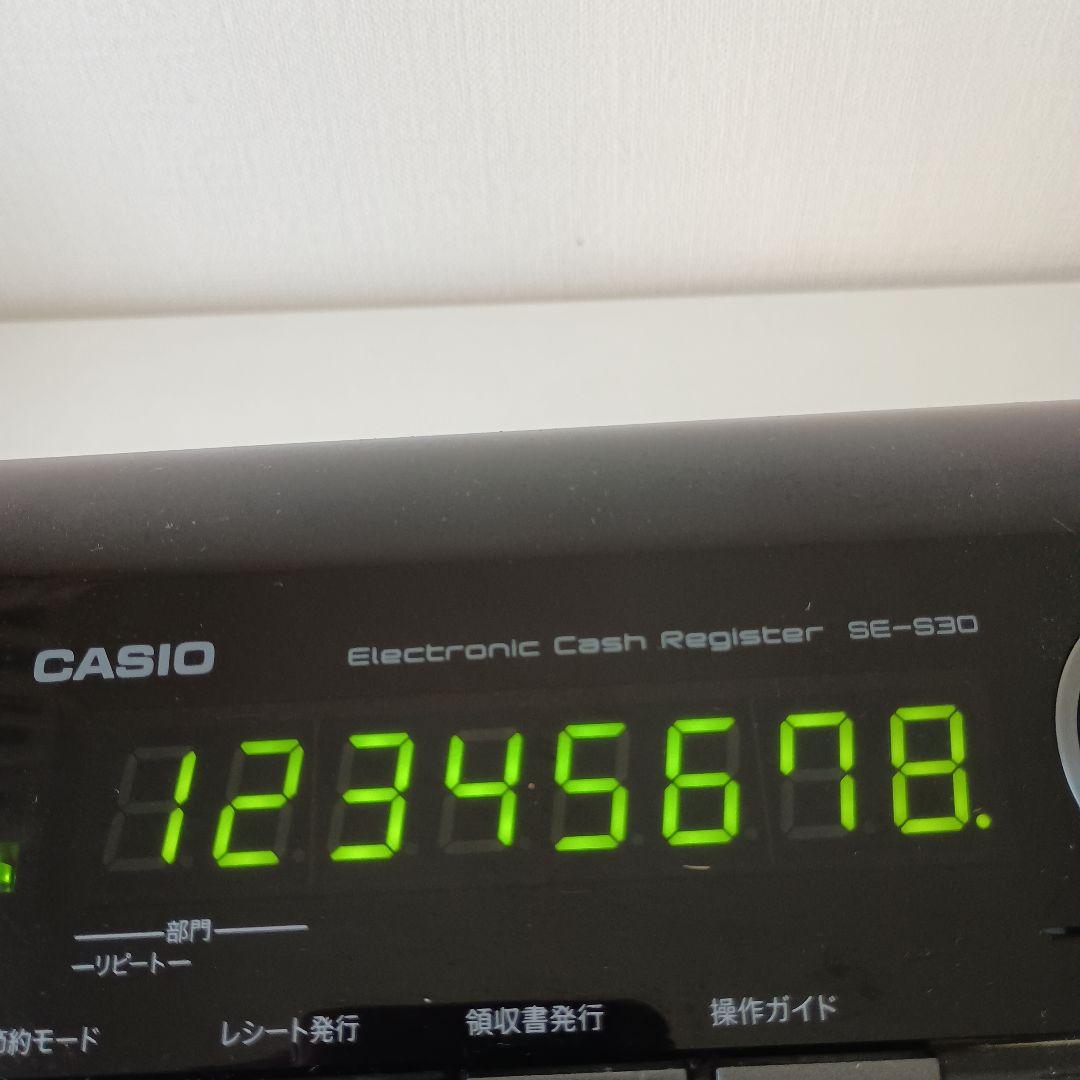 CASIO Electronic Cash Register SE-S30
12345678.
部門
リピート
節約モード レシート発行 領収書発行 操作ガイド